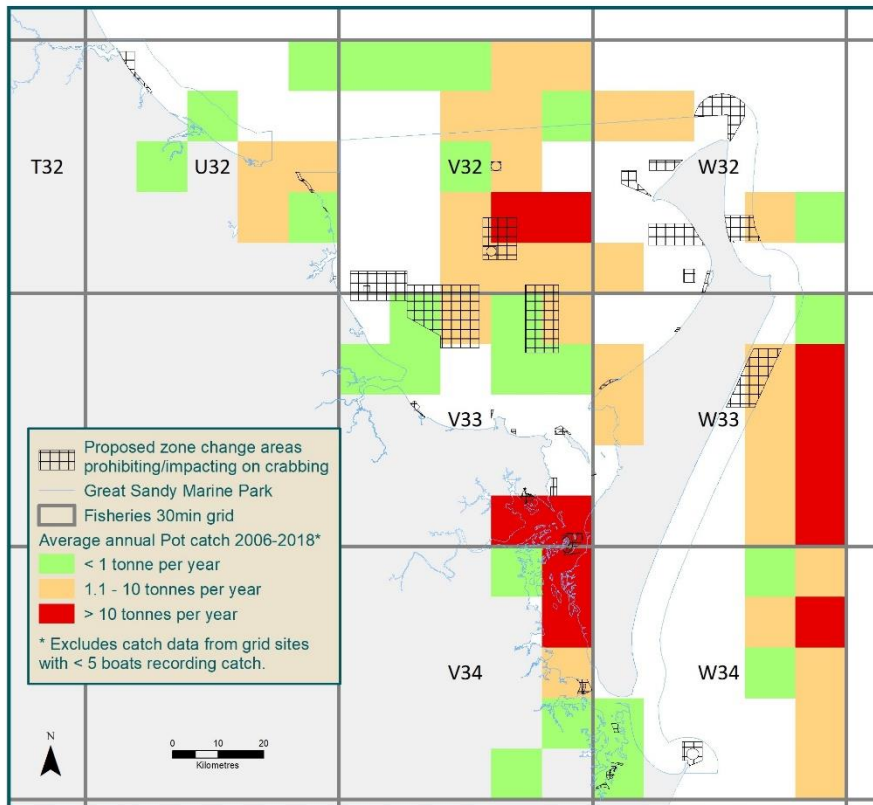 T32
U32
V32
W32
V33
W33
Proposed zone change areas
prohibiting/impacting on crabbing
Great Sandy Marine Park
Fisheries 30min grid
Average annual Pot catch 2006-2018*
< 1 tonne per year
1.1 - 10 tonnes per year
> 10 tonnes per year
* Excludes catch data from grid sites
with < 5 boats recording catch.
V34
W34
N
0 10 20
Kilometres